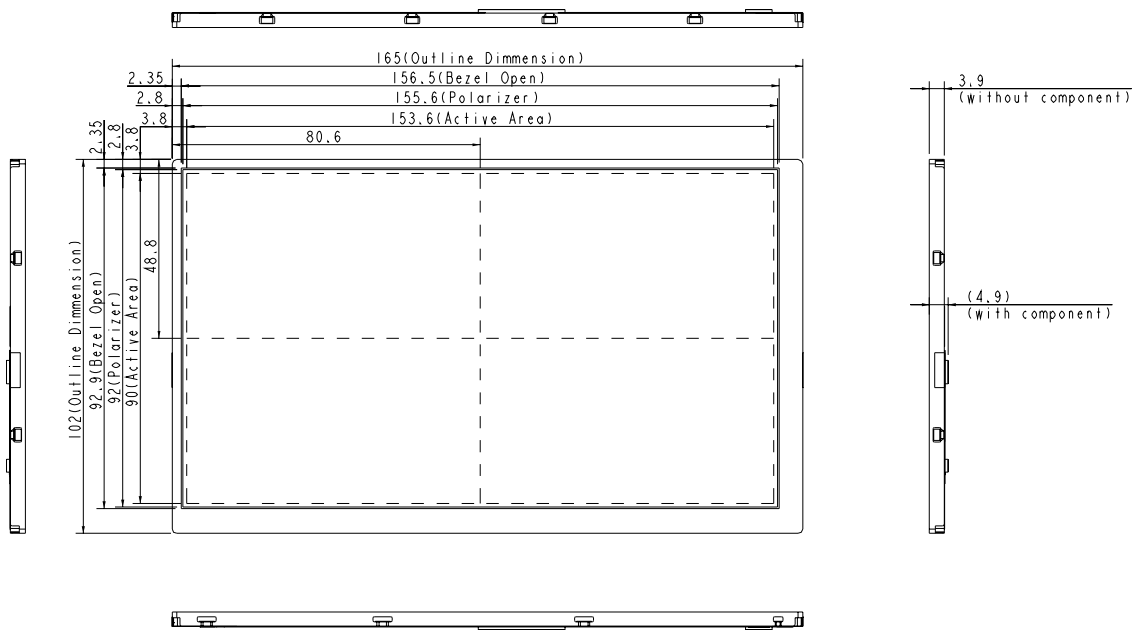 165(Outline Dimmension)
2.35
156.5(Bezel Open)
3.9
(without component)
2.8
155.6(Polarizer)
3.8
153.6(Active Area)
2.35
2.8
3.8
80.6
48.8
102(Outline Dimmension)
92.9(Bezel Open)
92(Polarizer)
90(Active Area)
(4.9)
(with component)